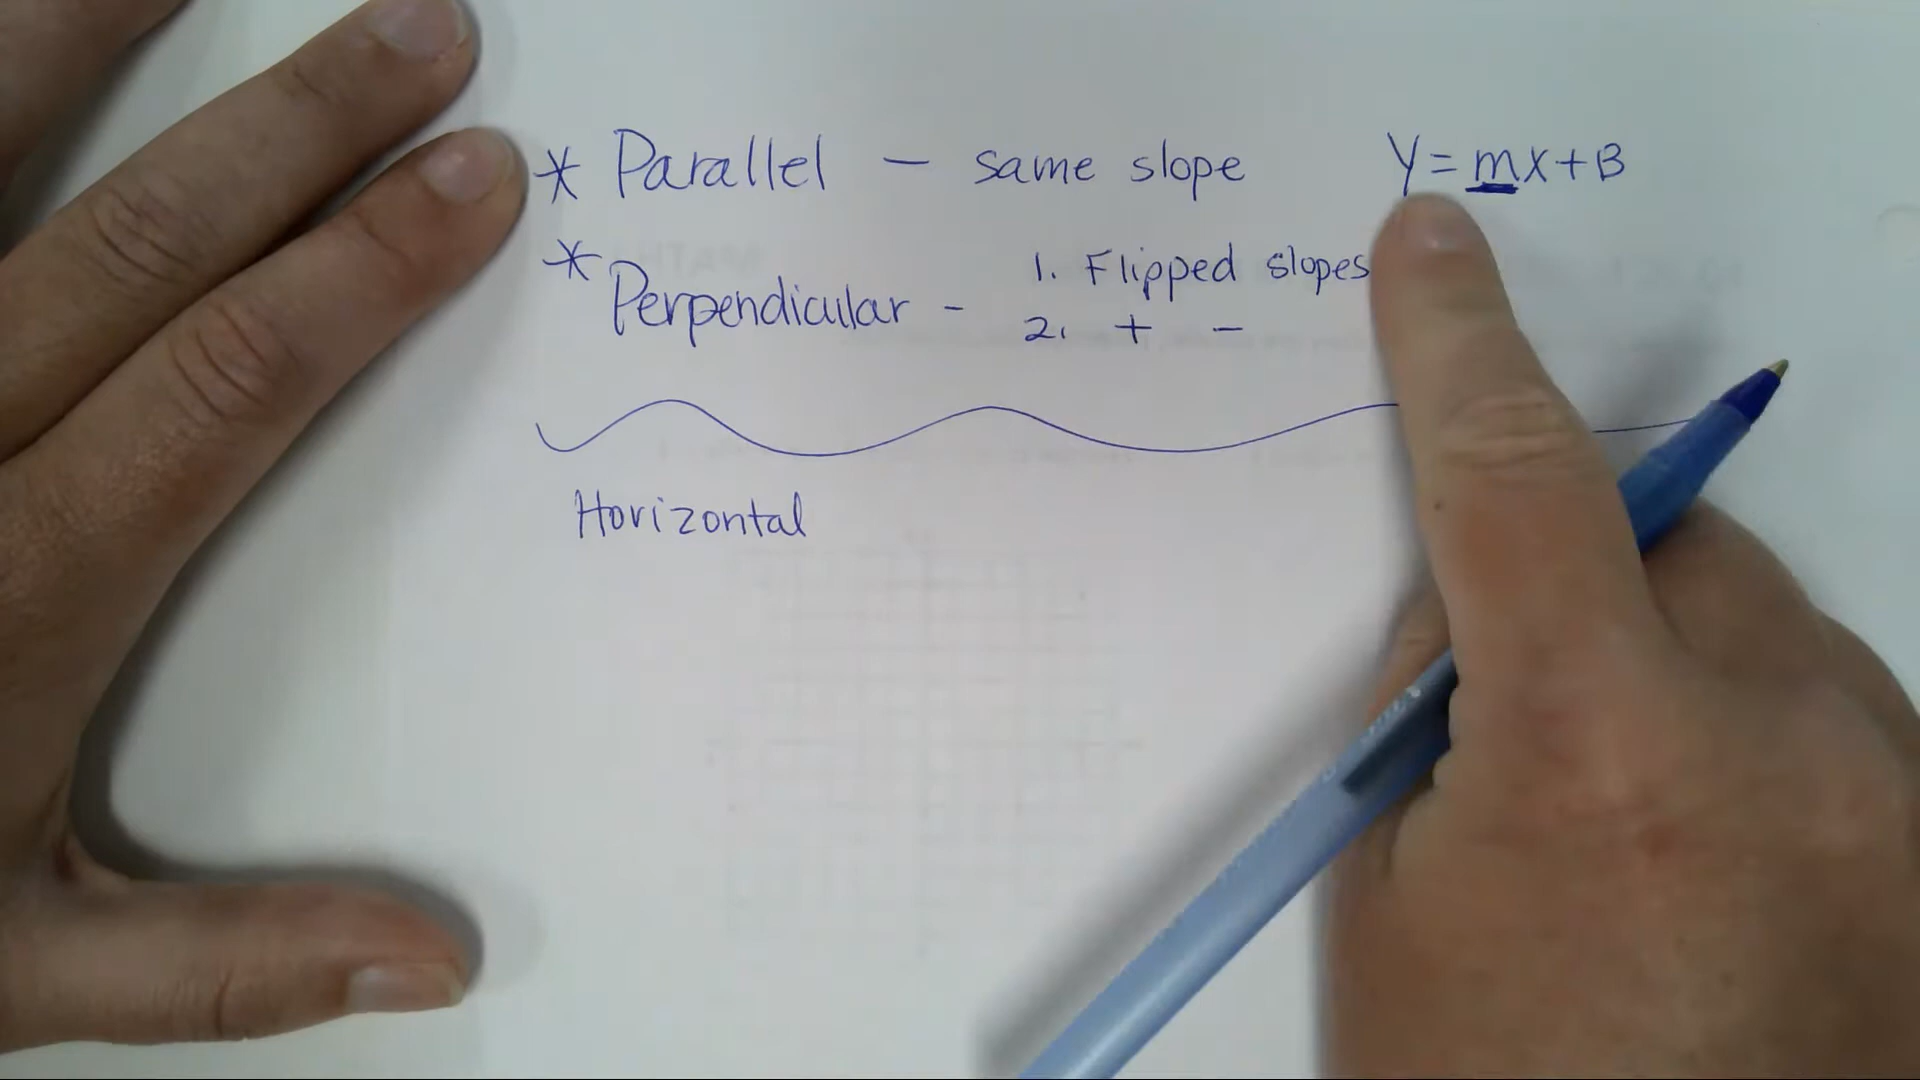 * Parallel - same slope Y=mx+B
* Perpendicular - 1. Flipped slopes
2. + -
Horizontal